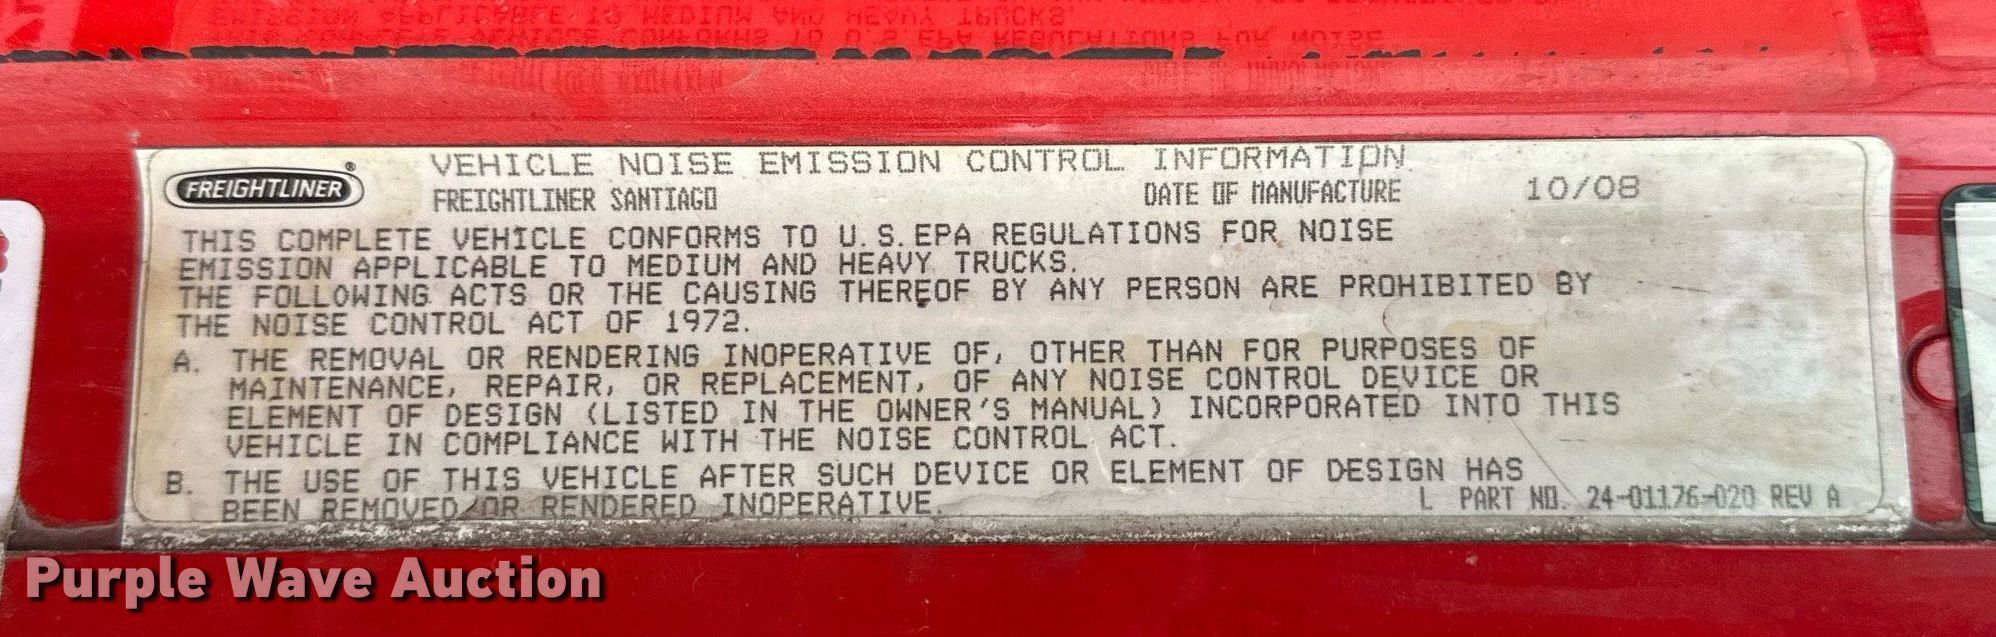 FREIGHTLINER®
VEHICLE NOISE EMISSION CONTROL INFORMATION
FREIGHTLINER SANTIAGO DATE OF MANUFACTURE 10/08
THIS COMPLETE VEHICLE CONFORMS TO U.S.EPA REGULATIONS FOR NOISE
EMISSION APPLICABLE TO MEDIUM AND HEAVY TRUCKS.
THE FOLLOWING ACTS OR THE CAUSING THEREOF BY ANY PERSON ARE PROHIBITED BY
THE NOISE CONTROL ACT OF 1972.
A. THE REMOVAL OR RENDERING INOPERATIVE OF, OTHER THAN FOR PURPOSES OF
MAINTENANCE, REPAIR, OR REPLACEMENT, OF ANY NOISE CONTROL DEVICE OR
ELEMENT OF DESIGN (LISTED IN THE OWNER'S MANUAL) INCORPORATED INTO THIS
VEHICLE IN COMPLIANCE WITH THE NOISE CONTROL ACT.
B. THE USE OF THIS VEHICLE AFTER SUCH DEVICE OR ELEMENT OF DESIGN HAS
BEEN REMOVED OR RENDERED INOPERATIVE.
L PART NO. 24-01176-020 REV A
Purple Wave Auction